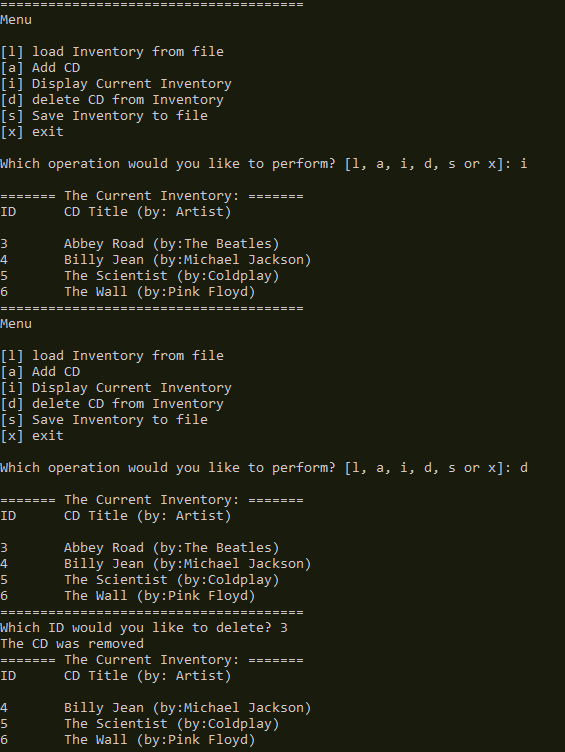 ======================================
Menu
[l] load Inventory from file
[a] Add CD
[i] Display Current Inventory
[d] delete CD from Inventory
[s] Save Inventory to file
[x] exit
Which operation would you like to perform? [l, a, i, d, s or x]: i
======= The Current Inventory: =======
ID      CD Title (by: Artist)
3       Abbey Road (by:The Beatles)
4       Billy Jean (by:Michael Jackson)
5       The Scientist (by:Coldplay)
6       The Wall (by:Pink Floyd)
======================================
Menu
[l] load Inventory from file
[a] Add CD
[i] Display Current Inventory
[d] delete CD from Inventory
[s] Save Inventory to file
[x] exit
Which operation would you like to perform? [l, a, i, d, s or x]: d
======= The Current Inventory: =======
ID      CD Title (by: Artist)
3       Abbey Road (by:The Beatles)
4       Billy Jean (by:Michael Jackson)
5       The Scientist (by:Coldplay)
6       The Wall (by:Pink Floyd)
======================================
Which ID would you like to delete? 3
The CD was removed
======= The Current Inventory: =======
ID      CD Title (by: Artist)
4       Billy Jean (by:Michael Jackson)
5       The Scientist (by:Coldplay)
6       The Wall (by:Pink Floyd)